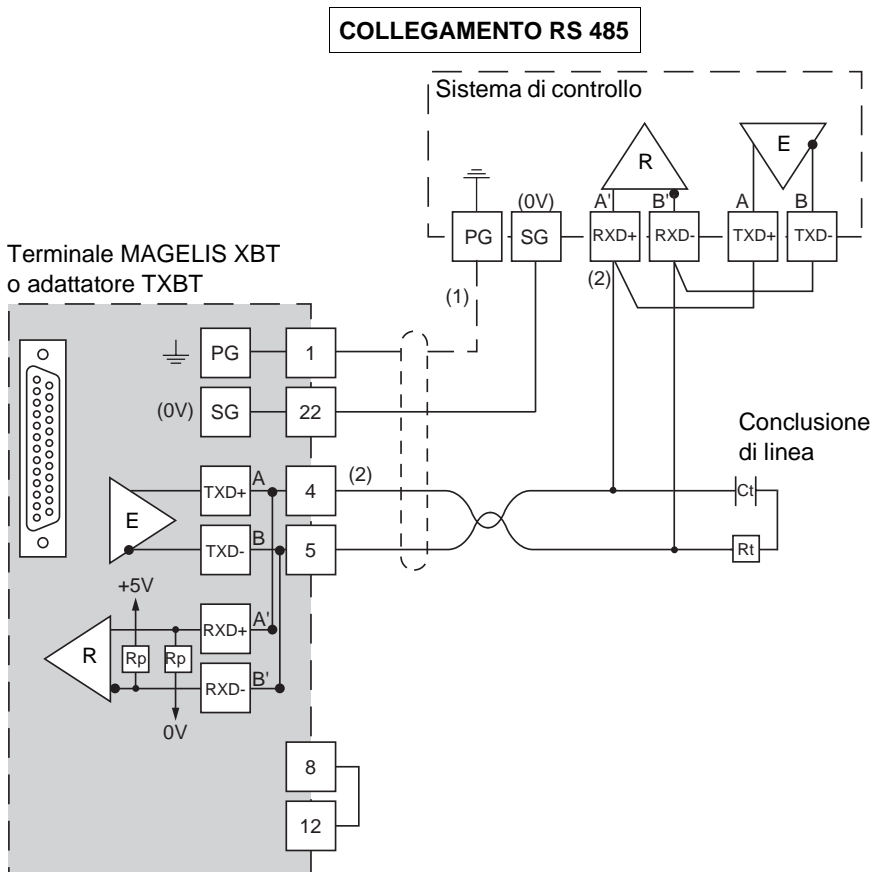 COLLEGAMENTO RS 485
Sistema di controllo
R
E
(0V)
A'
B'
A
B
PG
SG
RXD+
RXD-
TXD+
TXD-
(1)
(2)
Terminale MAGELIS XBT
o adattatore TXBT
PG
1
(0V)
SG
22
E
TXD+
A
4
(2)
TXD-
B
5
Conclusione
di linea
Ct
Rt
+5V
R
Rp
Rp
RXD+
A'
RXD-
B'
0V
8
12